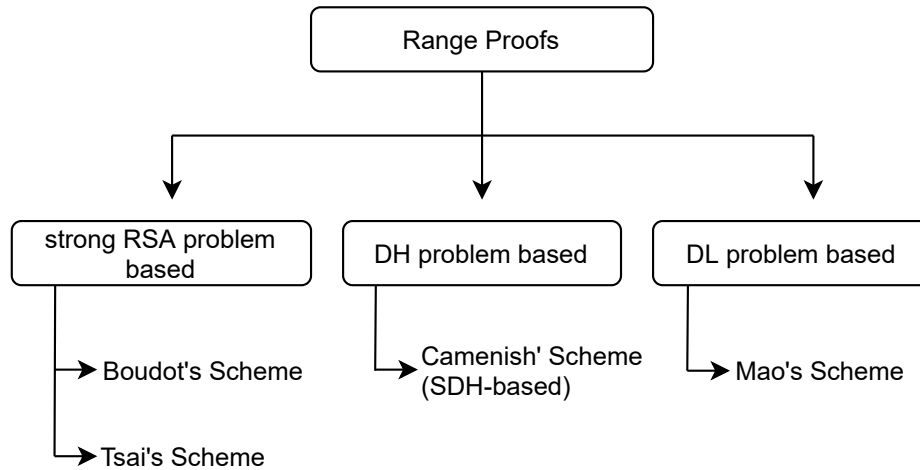 Range Proofs
strong RSA problem
based
DH problem based
DL problem based
Boudot's Scheme
Camenish' Scheme
(SDH-based)
Mao's Scheme
Tsai's Scheme